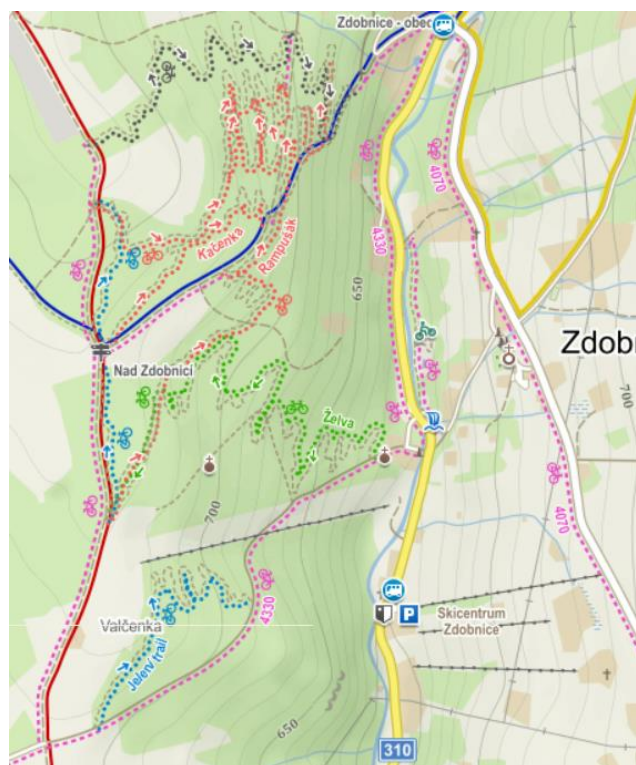 Zdobnice - obec
4070
4330
Kačenka
Rampušák
650
Zdobn
Nad Zdobnicí
Želva
700
700
4070
4330
Skicentrum
Zdobnice
Valčenka
Jelení trail
650
310
P